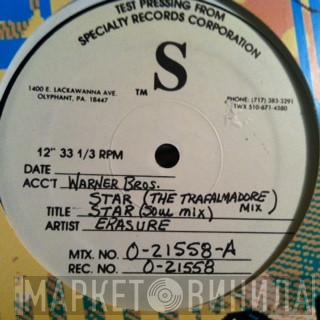 TEST PRESSING FROM
SPECIALTY RECORDS CORPORATION
S
TM
1400 E. LACKAWANNA AVE.
OLYPHANT, PA. 18447
PHONE: (717) 383-3291
TWX 510-671-4580
12" 33 1/3 RPM
DATE
ACC'T WARNER BROS.
STAR (THE TRAFALMADORE MIX)
TITLE STAR (SOUL MIX)
ARTIST ERASURE
MTX. NO. 0-21558-A
REC. NO. 0-21558
МАРКЕТ ВИНИЛА